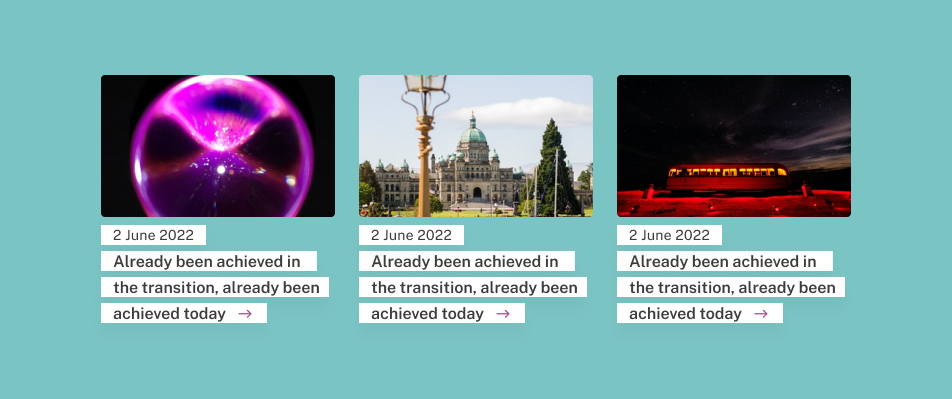 2 June 2022
Already been achieved in
the transition, already been
achieved today →
2 June 2022
Already been achieved in
the transition, already been
achieved today →
2 June 2022
Already been achieved in
the transition, already been
achieved today →